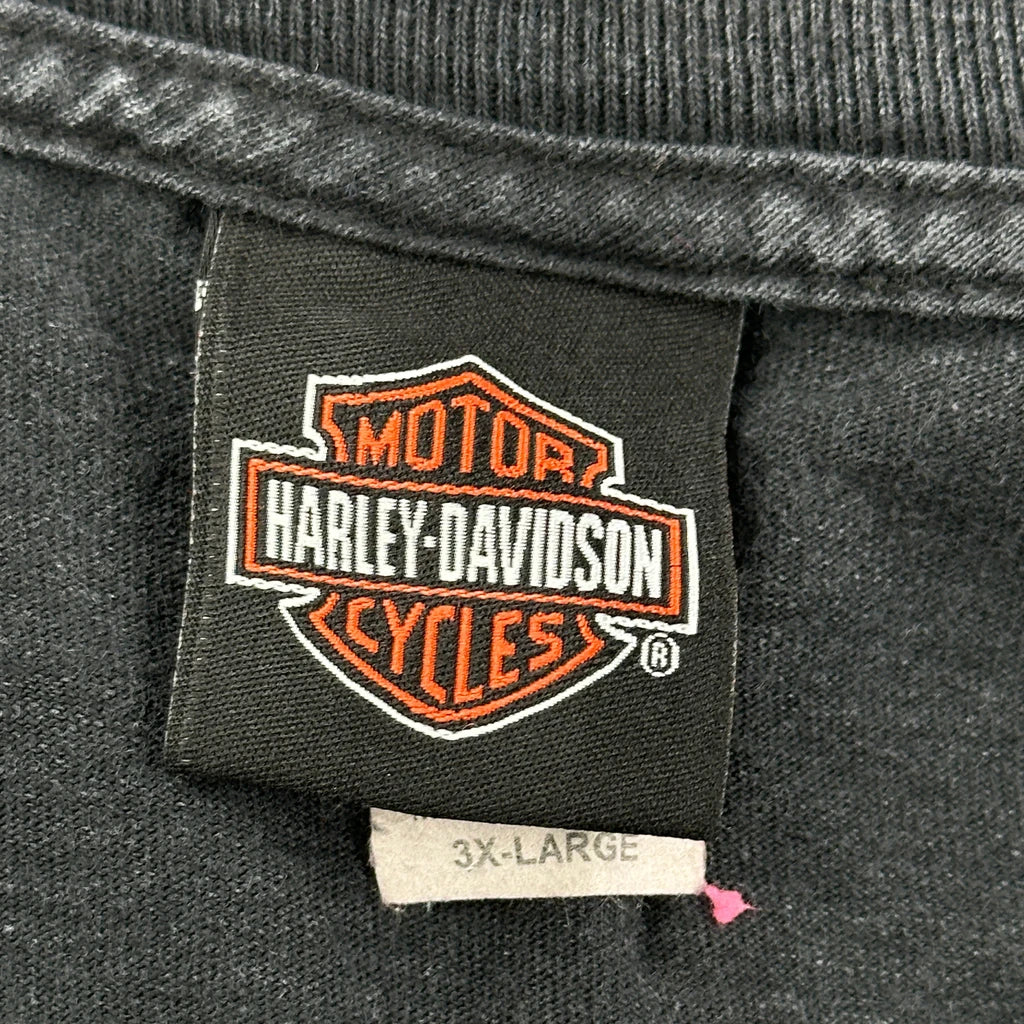 MOTOR
HARLEY-DAVIDSON
CYCLES
®
3X-LARGE